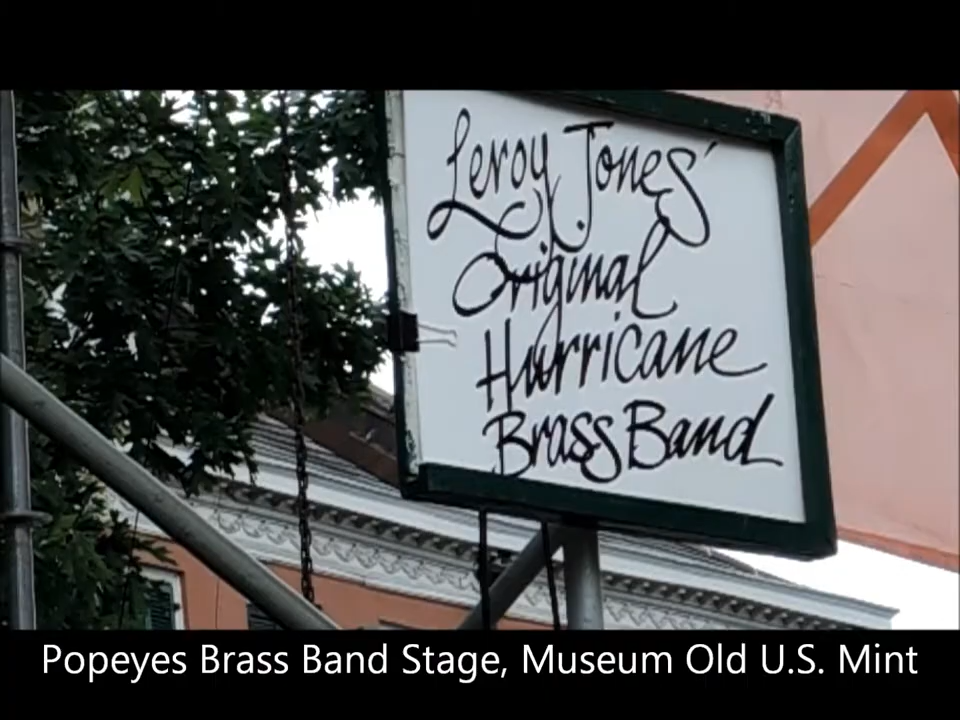 Leroy Jones'
Original
Hurricane
Brass Band
Popeyes Brass Band Stage, Museum Old U.S. Mint